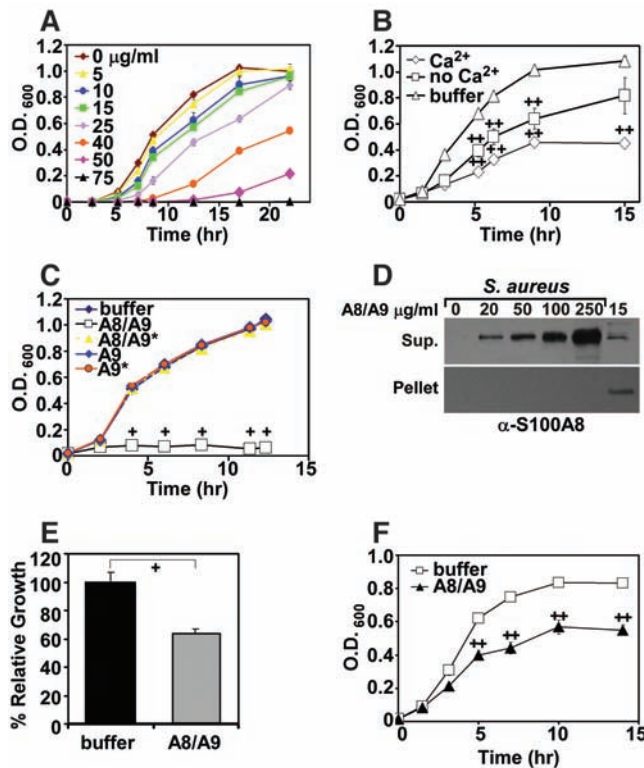 A
0 μg/ml
5
10
15
25
40
50
75
1.2
1.0
0.8
0.6
0.4
0.2
0
O.D. 600
0 5 10 15 20
Time (hr)
B
Ca2+
no Ca2+
buffer
1.2
1.0
0.8
0.6
0.4
0.2
0
O.D. 600
++
++
++
++
++
++
++
0 5 10 15
Time (hr)
C
buffer
A8/A9
A8/A9*
A9
A9*
1.2
1.0
0.8
0.6
0.4
0.2
0
O.D. 600
+ + + + +
0 5 10 15
Time (hr)
D
S. aureus
A8/A9 μg/ml 0 20 50 100 250 15
Sup.
Pellet
α-S100A8
E
% Relative Growth
120
100
80
60
40
20
0
+
buffer A8/A9
F
buffer
A8/A9
1.0
0.8
0.6
0.4
0.2
0
O.D. 600
++ ++ ++ ++
0 5 10 15
Time (hr)